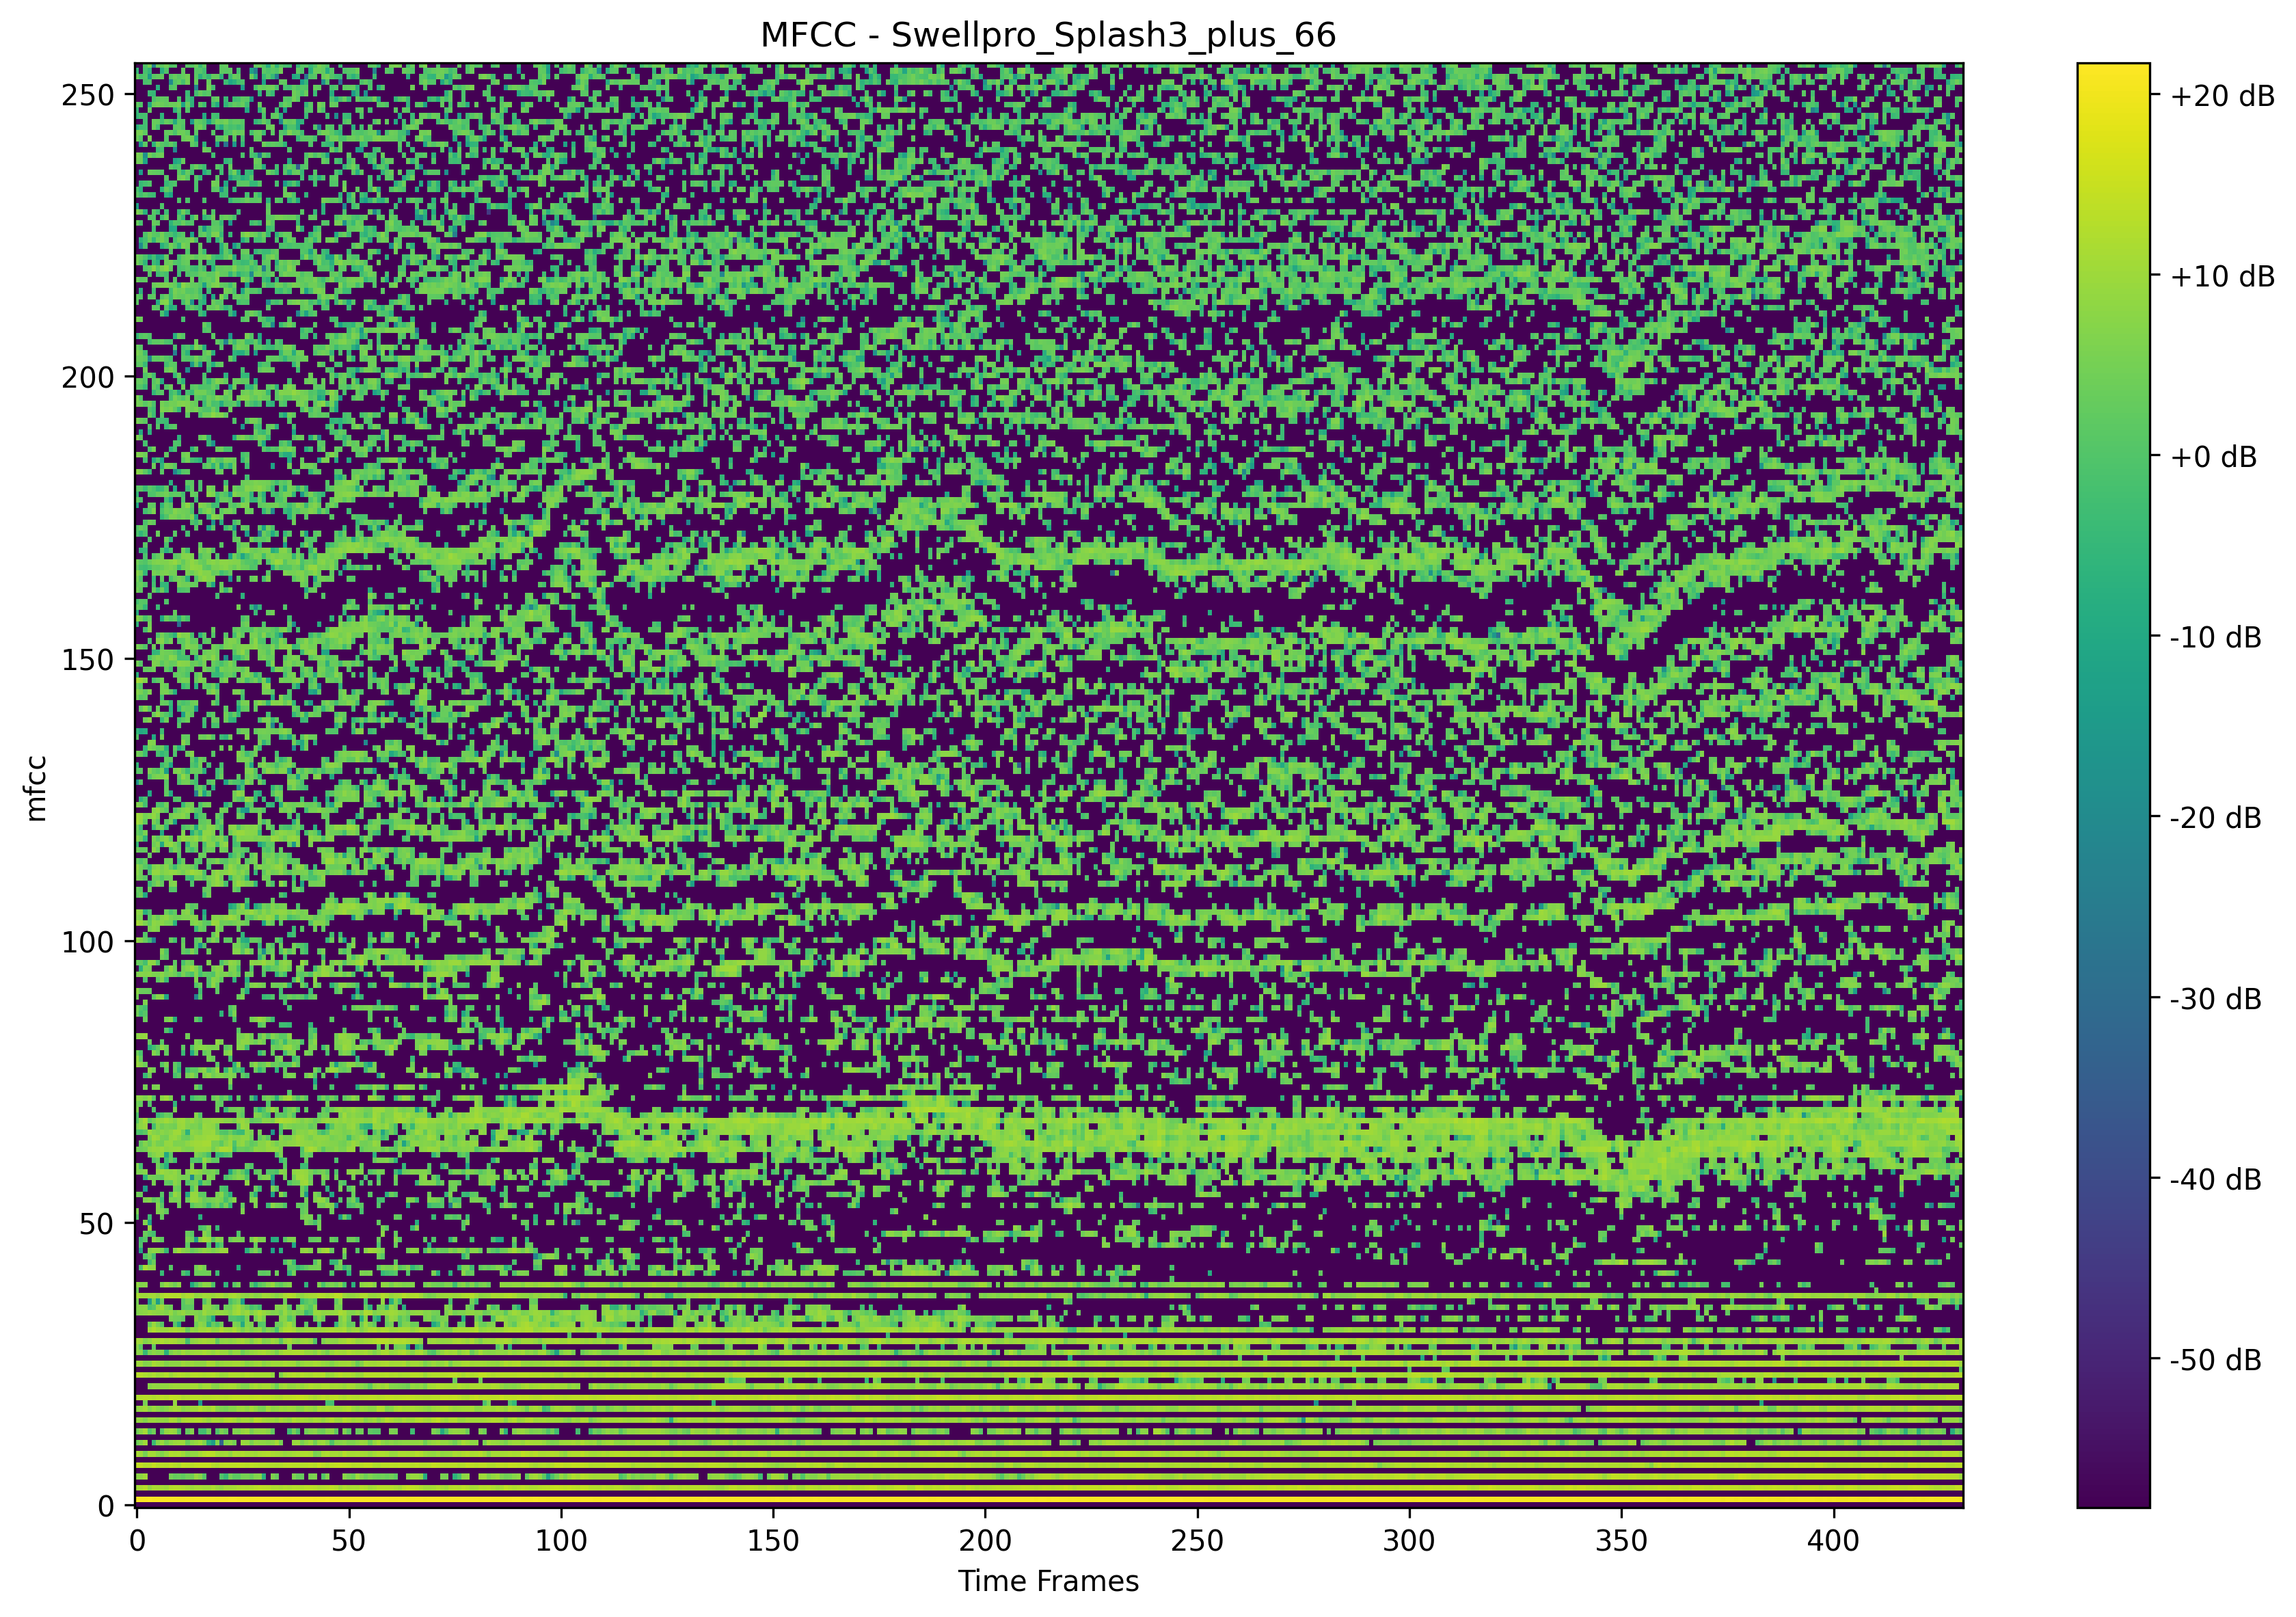 MFCC - Swellpro_Splash3_plus_66
250
200
150
100
50
0
mfcc
0 50 100 150 200 250 300 350 400
Time Frames
+20 dB
+10 dB
+0 dB
-10 dB
-20 dB
-30 dB
-40 dB
-50 dB